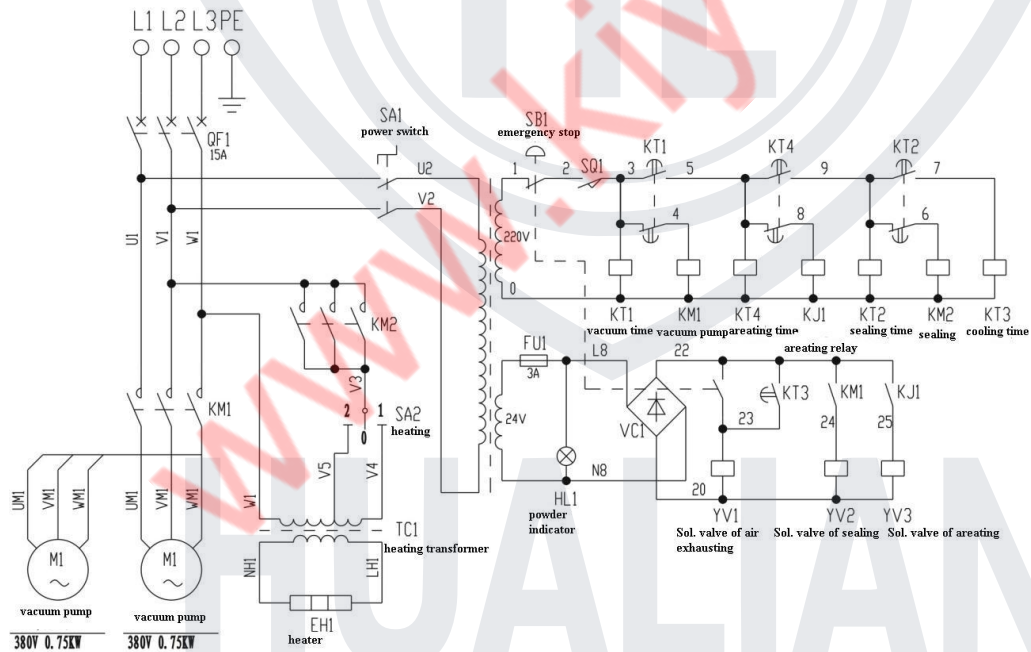 L1 L2 L3 PE
QF1
15A
SA1
power switch
U2
V2
SB1
emergency stop
1 2 SQ1 3 KT1 5 KT4 9 KT2 7
4 8 6
220V
0
U1 V1 W1
KM2
KT1 KM1 KT4 KJ1 KT2 KM2 KT3
vacuum time vacuum pump areating time sealing time sealing cooling time
areating relay
FU1
3A
L8
22
24V
VC1
KT3 KM1 KJ1
23 24 25
N8
20
HL1
powder
indicator
YV1 YV2 YV3
Sol. valve of air
exhausting
Sol. valve of sealing
Sol. valve of areating
V3
2 1
0
SA2
heating
KM1
V5 V4
W1
TC1
heating transformer
NH1 LH1
EH1
heater
UM1 VM1 WM1 UM1 VM1 WM1
M1 M1
vacuum pump vacuum pump
380V 0.75KW 380V 0.75KW
www.kiy
HUALIAN